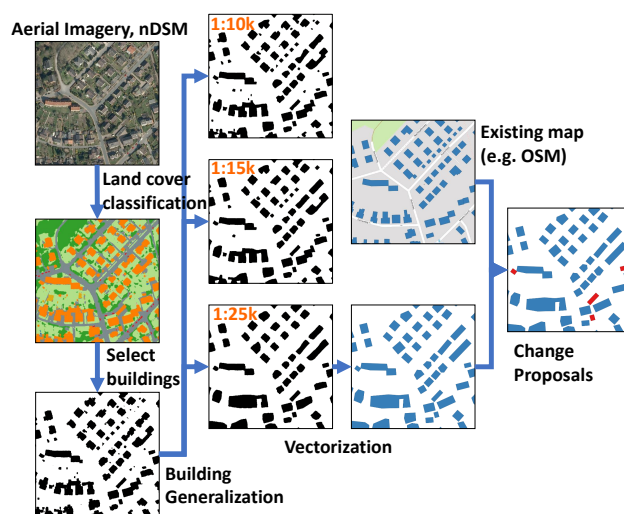 Aerial Imagery, nDSM
1:10k
Land cover
classification
1:15k
Existing map
(e.g. OSM)
Select
buildings
1:25k
Change
Proposals
Vectorization
Building
Generalization